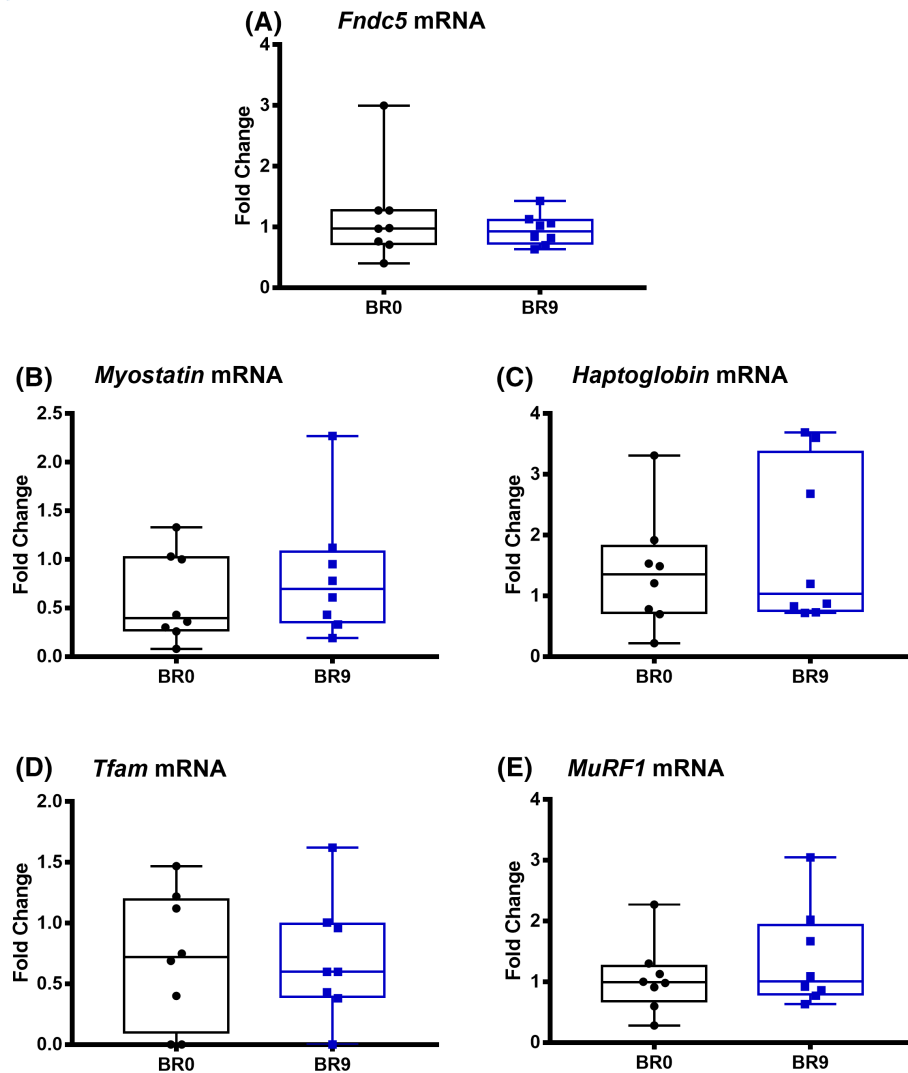 (A) Fndc5 mRNA
4
3
2
1
0
Fold Change
BR0 BR9
(B) Myostatin mRNA
2.5
2.0
1.5
1.0
0.5
0.0
Fold Change
BR0 BR9
(C) Haptoglobin mRNA
4
3
2
1
0
Fold Change
BR0 BR9
(D) Tfam mRNA
2.0
1.5
1.0
0.5
0.0
Fold Change
BR0 BR9
(E) MuRF1 mRNA
4
3
2
1
0
Fold Change
BR0 BR9